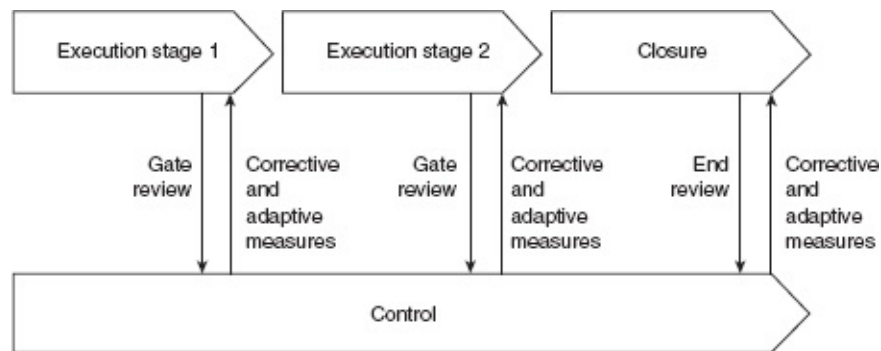 Execution stage 1
Execution stage 2
Closure
Gate
review
Corrective
and
adaptive
measures
Gate
review
Corrective
and
adaptive
measures
End
review
Corrective
and
adaptive
measures
Control